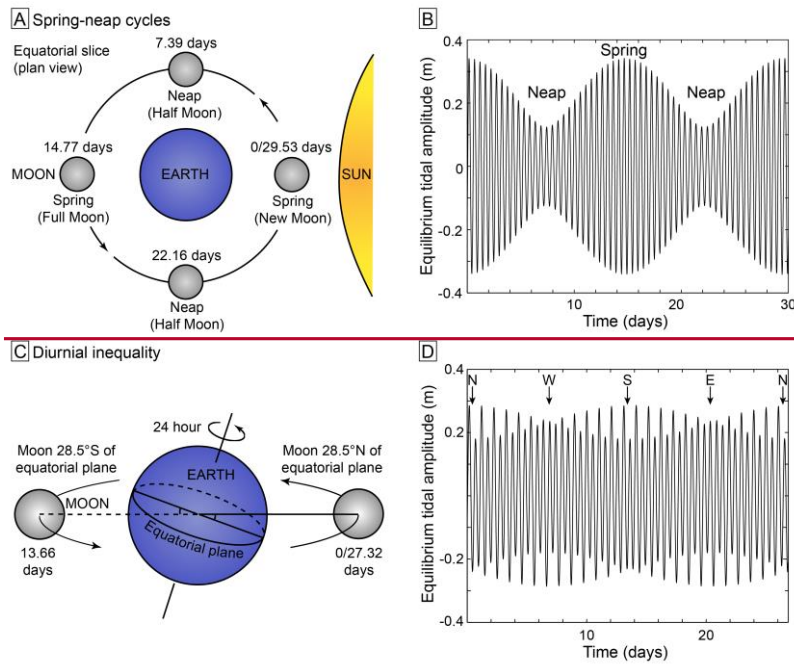 A Spring-neap cycles
Equatorial slice
(plan view)
7.39 days
Neap
(Half Moon)
14.77 days
MOON
Spring
(Full Moon)
EARTH
0/29.53 days
Spring
(New Moon)
SUN
22.16 days
Neap
(Half Moon)
B
Equilibrium tidal amplitude (m)
0.4
0.2
0
-0.2
-0.4
Spring
Neap
Neap
10
20
30
Time (days)
C Diurnial inequality
24 hour
Moon 28.5°S of
equatorial plane
MOON
13.66
days
EARTH
Equatorial plane
Moon 28.5°N of
equatorial plane
0/27.32
days
D
Equilibrium tidal amplitude (m)
0.4
0.2
0
-0.2
-0.4
N
W
S
E
N
10
20
Time (days)